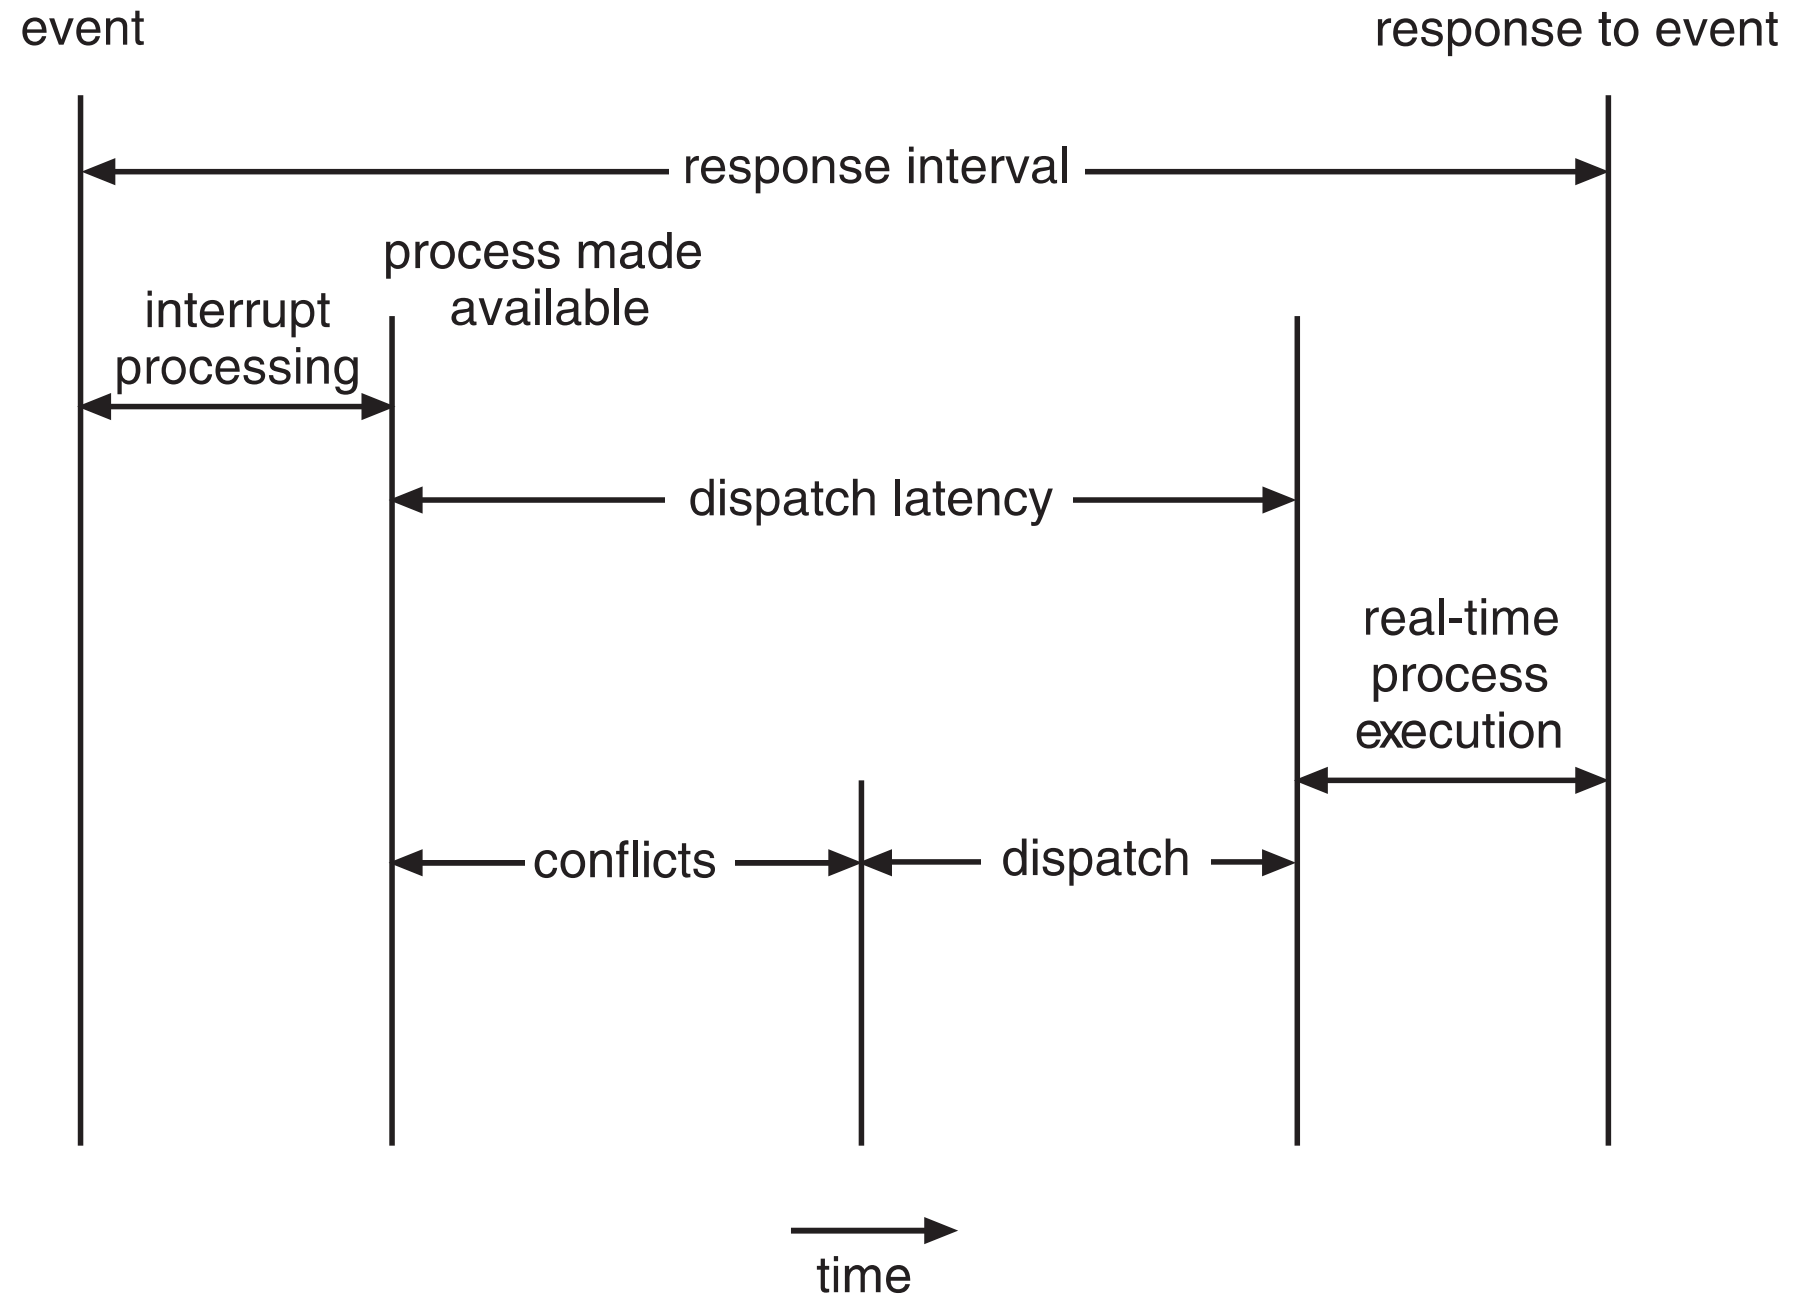 event
response to event
response interval
process made
available
interrupt
processing
dispatch latency
real-time
process
execution
conflicts
dispatch
time